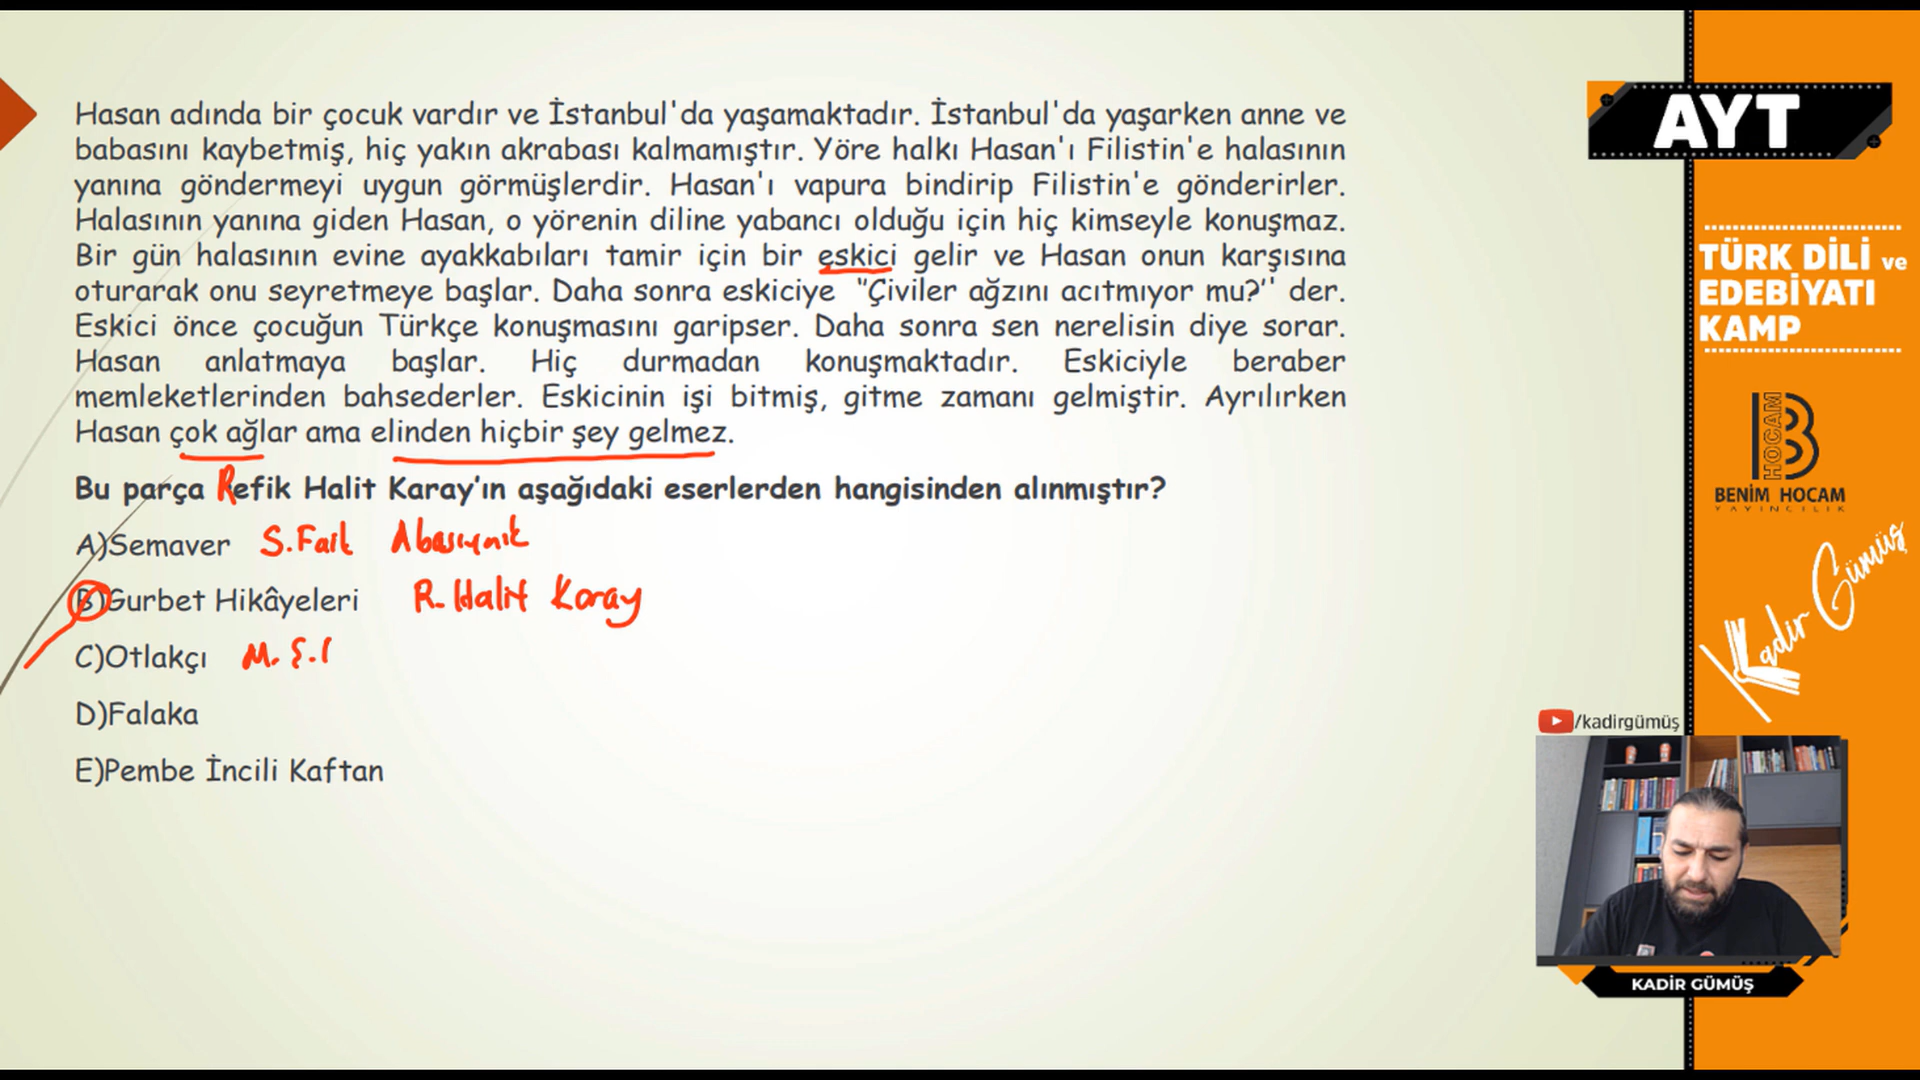 Hasan adında bir çocuk vardır ve İstanbul'da yaşamaktadır. İstanbul'da yaşarken anne ve
babasını kaybetmiş, hiç yakın akrabası kalmamıştır. Yöre halkı Hasan'ı Filistin'e halasının
yanına göndermeyi uygun görmüşlerdir. Hasan'ı vapura bindirip Filistin'e gönderirler.
Halasının yanına giden Hasan, o yörenin diline yabancı olduğu için hiç kimseyle konuşmaz.
Bir gün halasının evine ayakkabıları tamir için bir eskici gelir ve Hasan onun karşısına
oturarak onu seyretmeye başlar. Daha sonra eskiciye ‘‘Çiviler ağzını acıtmıyor mu?’' der.
Eskici önce çocuğun Türkçe konuşmasını garipser. Daha sonra sen nerelisin diye sorar.
Hasan anlatmaya başlar. Hiç durmadan konuşmaktadır. Eskiciyle beraber
memleketlerinden bahsederler. Eskicinin işi bitmiş, gitme zamanı gelmiştir. Ayrılırken
Hasan çok ağlar ama elinden hiçbir şey gelmez.
Bu parça Refik Halit Karay’ın aşağıdaki eserlerden hangisinden alınmıştır?
A)Semaver S.Fait Abasıyanık
B)Gurbet Hikâyeleri R. Halit Karay
C)Otlakçı M. Ş.
D)Falaka
E)Pembe İncili Kaftan
AYT
TÜRK DİLİ ve
EDEBİYATI
KAMP
HOCAM
BENİM HOCAM
YAYINCILIK
Kadir Gümüş
/kadirgümüş
KADİR GÜMÜŞ